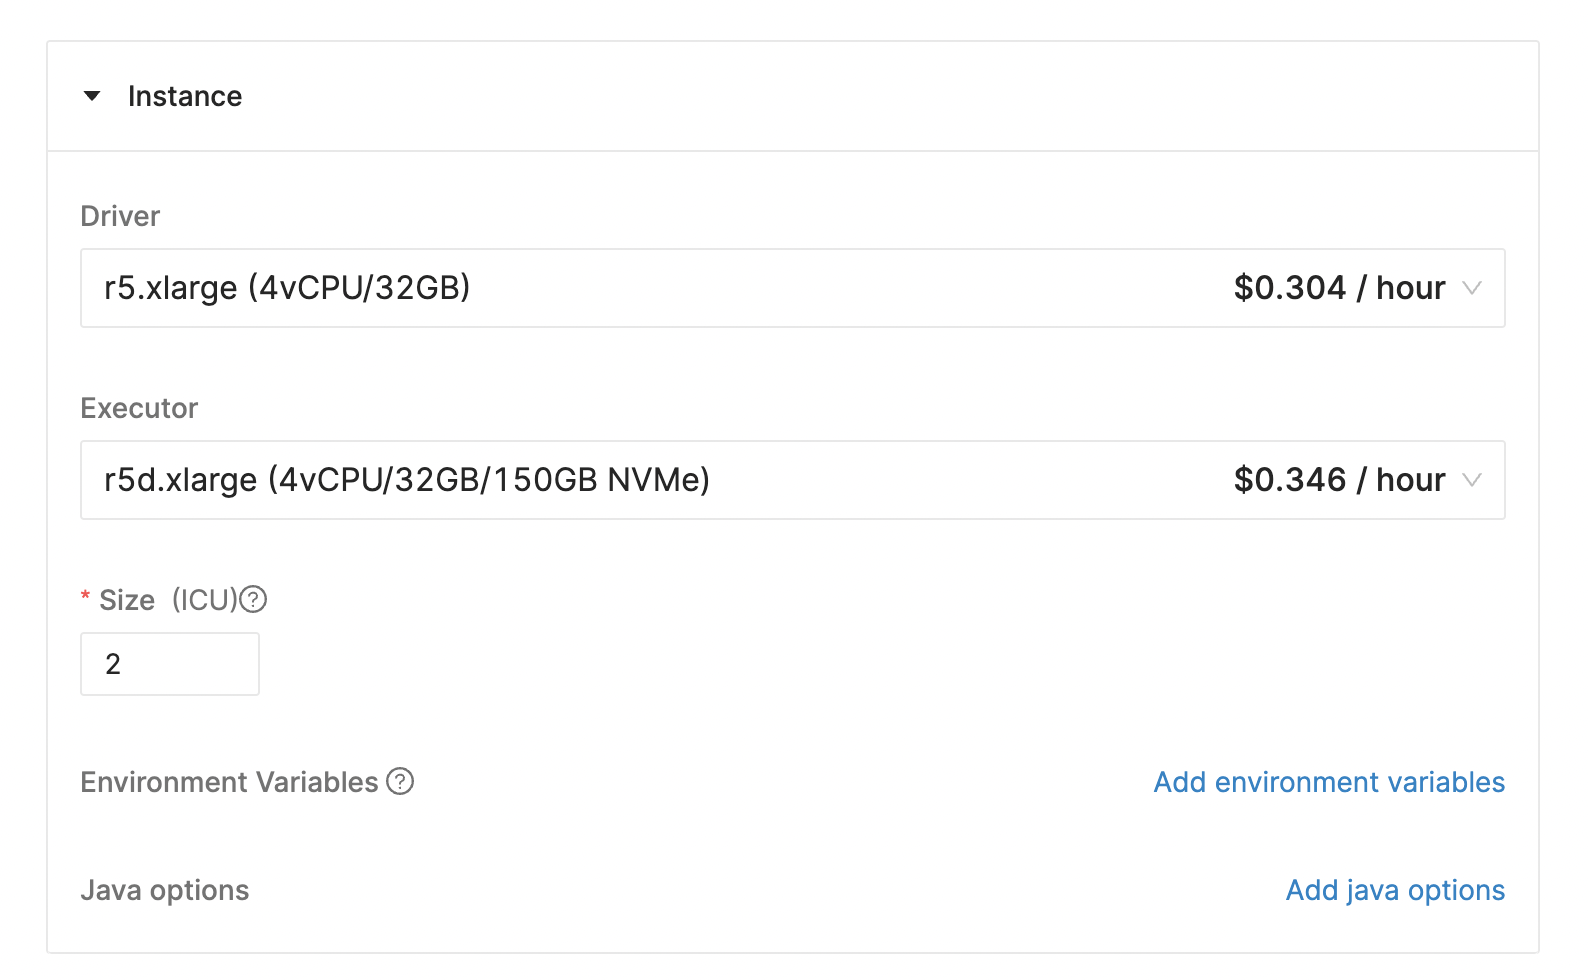 Instance
Driver
r5.xlarge (4vCPU/32GB) $0.304 / hour
Executor
r5d.xlarge (4vCPU/32GB/150GB NVMe) $0.346 / hour
* Size (ICU)?
2
Environment Variables ? Add environment variables
Java options Add java options